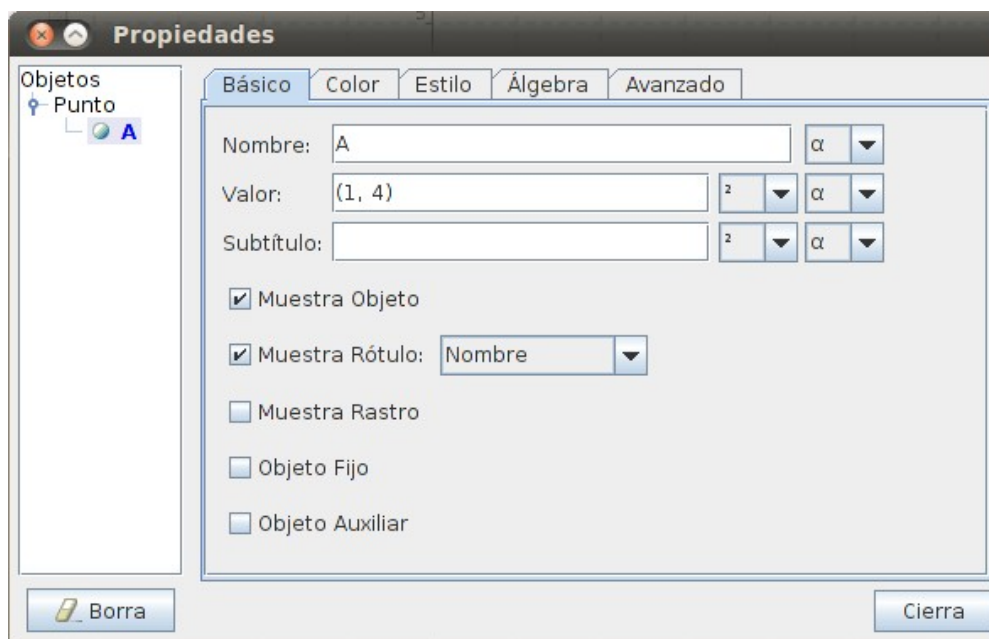 5
Propiedades
Objetos
Punto
A
Básico Color Estilo Álgebra Avanzado
Nombre: A α
Valor: (1, 4) ² α
Subtítulo: ² α
Muestra Objeto
Muestra Rótulo: Nombre
Muestra Rastro
Objeto Fijo
Objeto Auxiliar
Borra Cierra